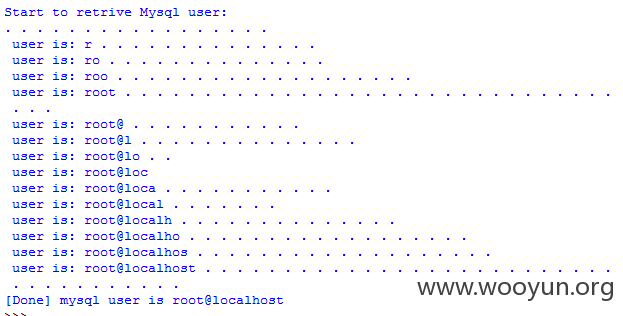 Start to retrive Mysql user:
. . . . . . . . . . . . . . . . .
user is: r . . . . . . . . . . . . . .
user is: ro . . . . . . . . . . . . .
user is: roo . . . . . . . . . . . . . . . . . . .
user is: root . . . . . . . . . . . . . . . . . . . . . . . . . . . . . . .
. . .
user is: root@ . . . . . . . . . . .
user is: root@l . . . . . . . . . . . . . .
user is: root@lo . .
user is: root@loc
user is: root@loca . . . . . . . . . . .
user is: root@local . . . . . . .
user is: root@localh . . . . . . . . . . . . . .
user is: root@localho . . . . . . . . . . . . . . . . . .
user is: root@localhos . . . . . . . . . . . . . . . . . . .
user is: root@localhost . . . . . . . . . . . . . . . . . . . . . . . . . .
. . . . . . . . . . .
[Done] mysql user is root@localhost
>>>
www.wooyun.org